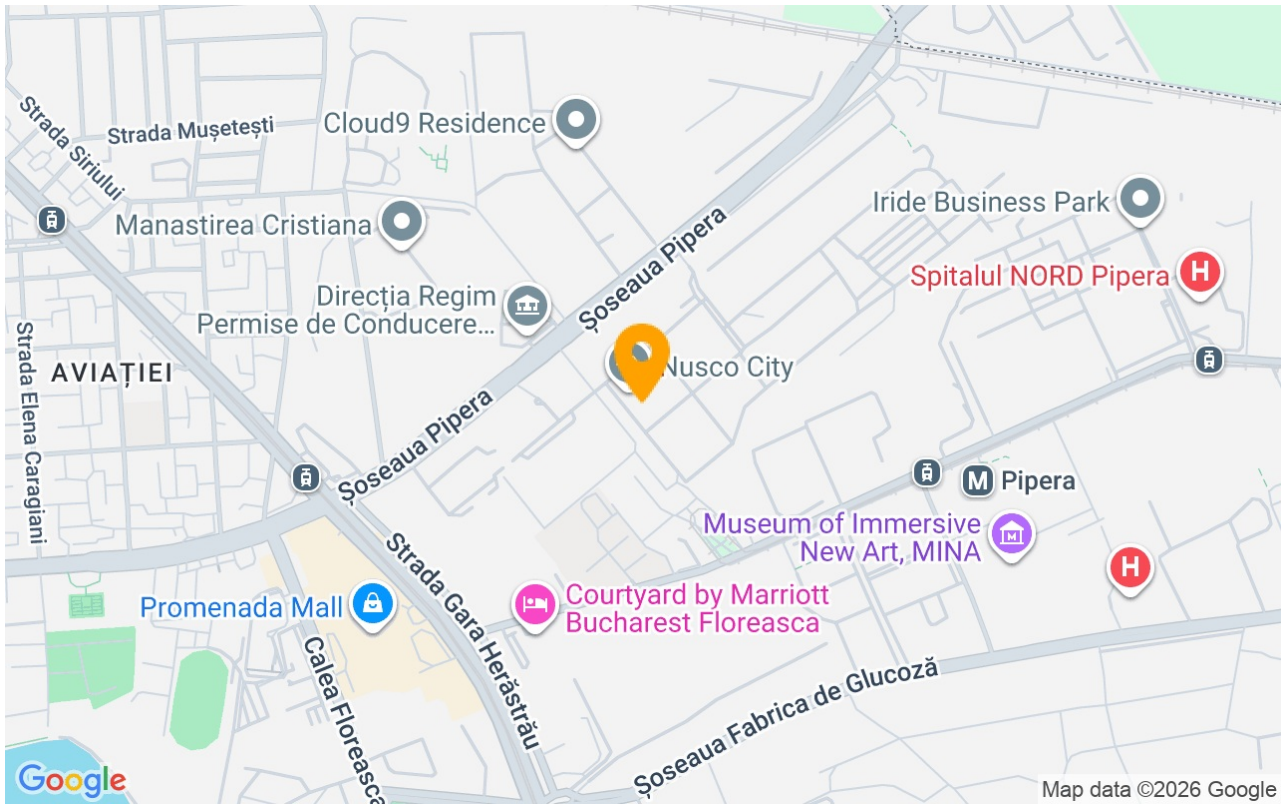 Strada Siriului
Strada Mușetești
Cloud9 Residence
Manastirea Cristiana
Iride Business Park
Șoseaua Pipera
Spitalul NORD Pipera
H
Direcția Regim
Permise de Conducere...
Strada Elena Caragiani
AVIAȚIEI
Nusco City
Șoseaua Pipera
M Pipera
Museum of Immersive
New Art, MINA
H
Strada Gara Herăstrău
Promenada Mall
Courtyard by Marriott
Bucharest Floreasca
Calea Floreasca
Șoseaua Fabrica de Glucoză
Google
Map data ©2026 Google